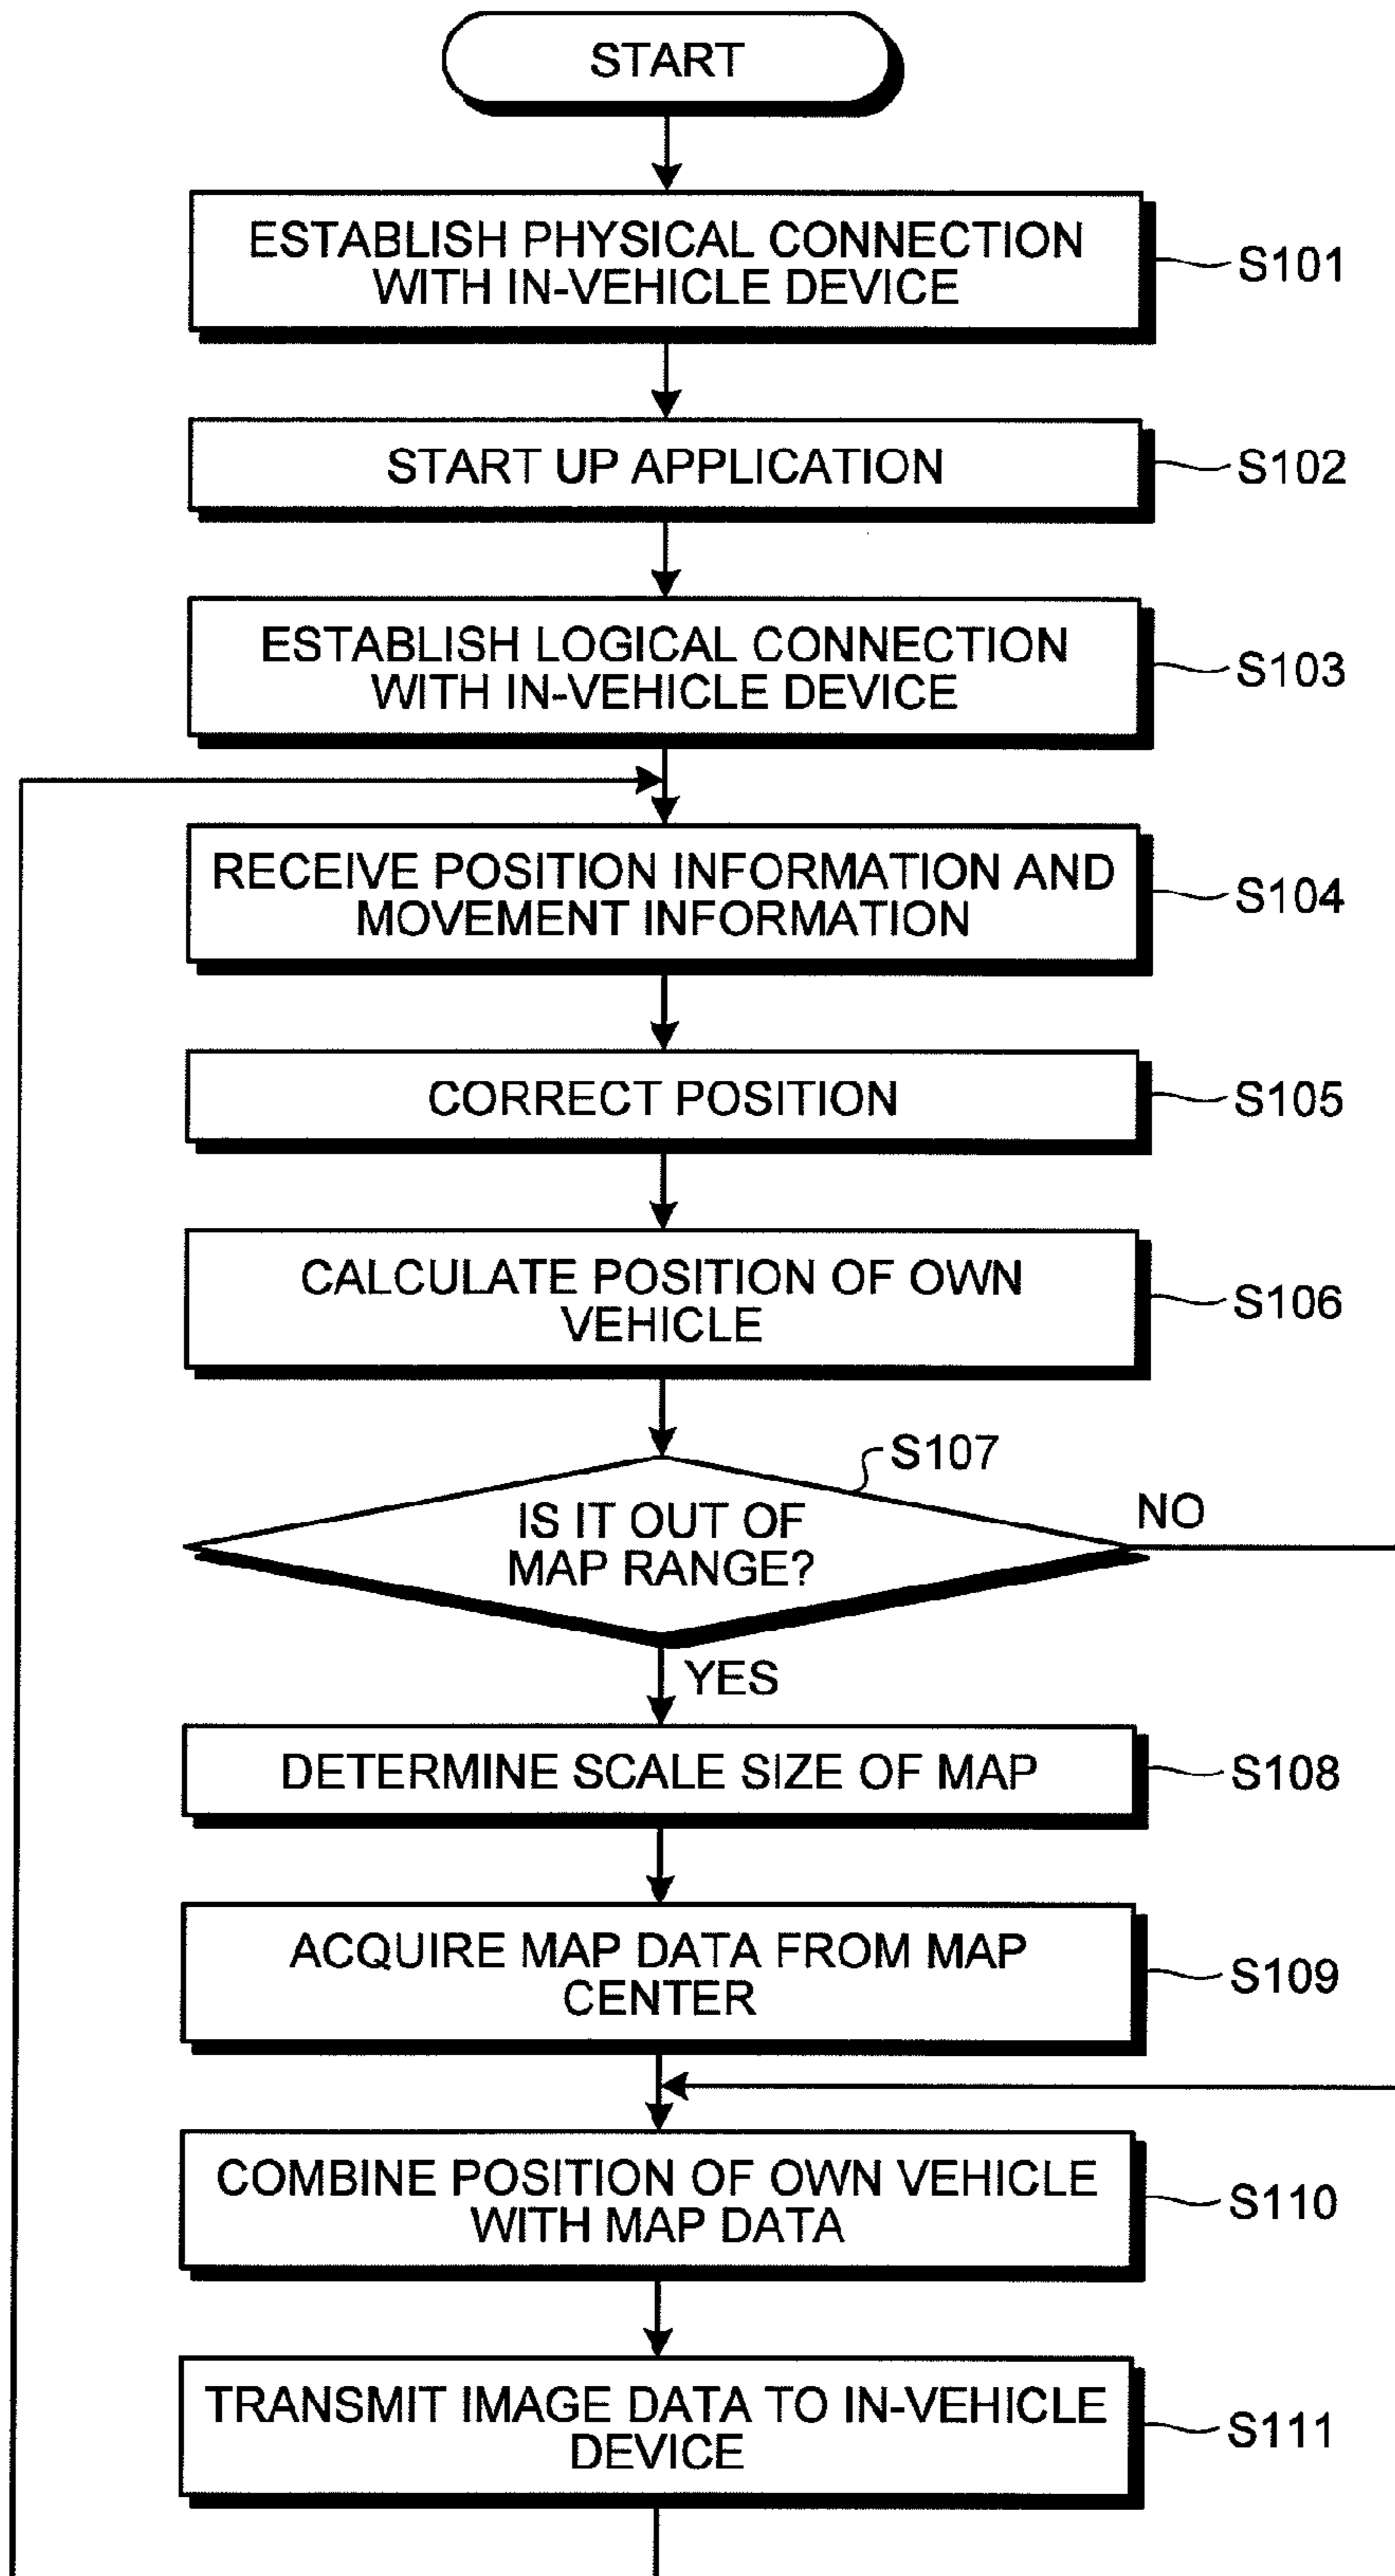 START
ESTABLISH PHYSICAL CONNECTION
WITH IN-VEHICLE DEVICE
S101
START UP APPLICATION
S102
ESTABLISH LOGICAL CONNECTION
WITH IN-VEHICLE DEVICE
S103
RECEIVE POSITION INFORMATION AND
MOVEMENT INFORMATION
S104
CORRECT POSITION
S105
CALCULATE POSITION OF OWN
VEHICLE
S106
S107
IS IT OUT OF
MAP RANGE?
NO
YES
DETERMINE SCALE SIZE OF MAP
S108
ACQUIRE MAP DATA FROM MAP
CENTER
S109
COMBINE POSITION OF OWN VEHICLE
WITH MAP DATA
S110
TRANSMIT IMAGE DATA TO IN-VEHICLE
DEVICE
S111